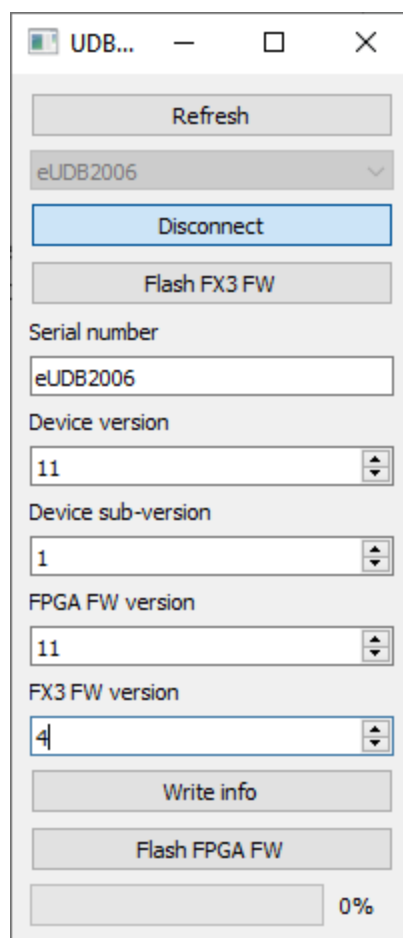 UDB...
Refresh
eUDB2006
Disconnect
Flash FX3 FW
Serial number
eUDB2006
Device version
11
Device sub-version
1
FPGA FW version
11
FX3 FW version
4
Write info
Flash FPGA FW
0%